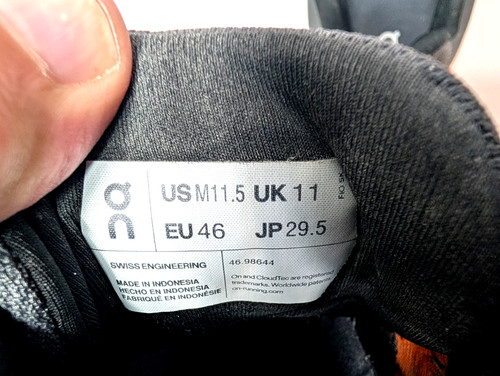 on
US M11.5 UK 11
EU 46 JP 29.5
SWISS ENGINEERING
MADE IN INDONESIA
HECHO EN INDONESIA
FABRIQUE EN INDONÉSIE
46.98644
On and CloudTec are registered
trademarks. Worldwide patents
on-running.com